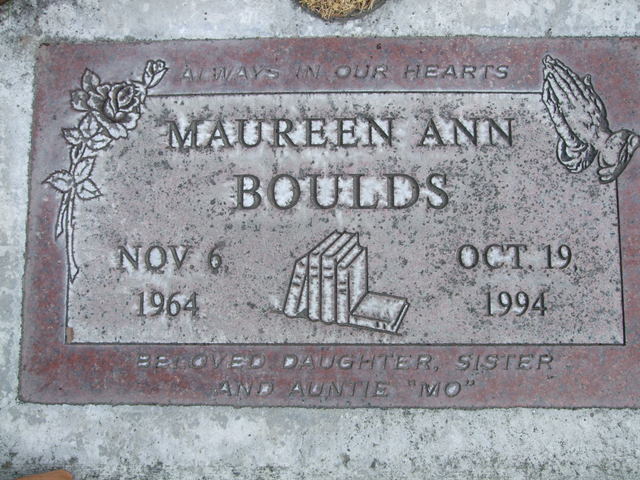 ALWAYS IN OUR HEARTS
MAUREEN ANN
BOULDS
NOV. 6 OCT. 19,
1964 1994
BELOVED DAUGHTER, SISTER
AND AUNTIE "MO"